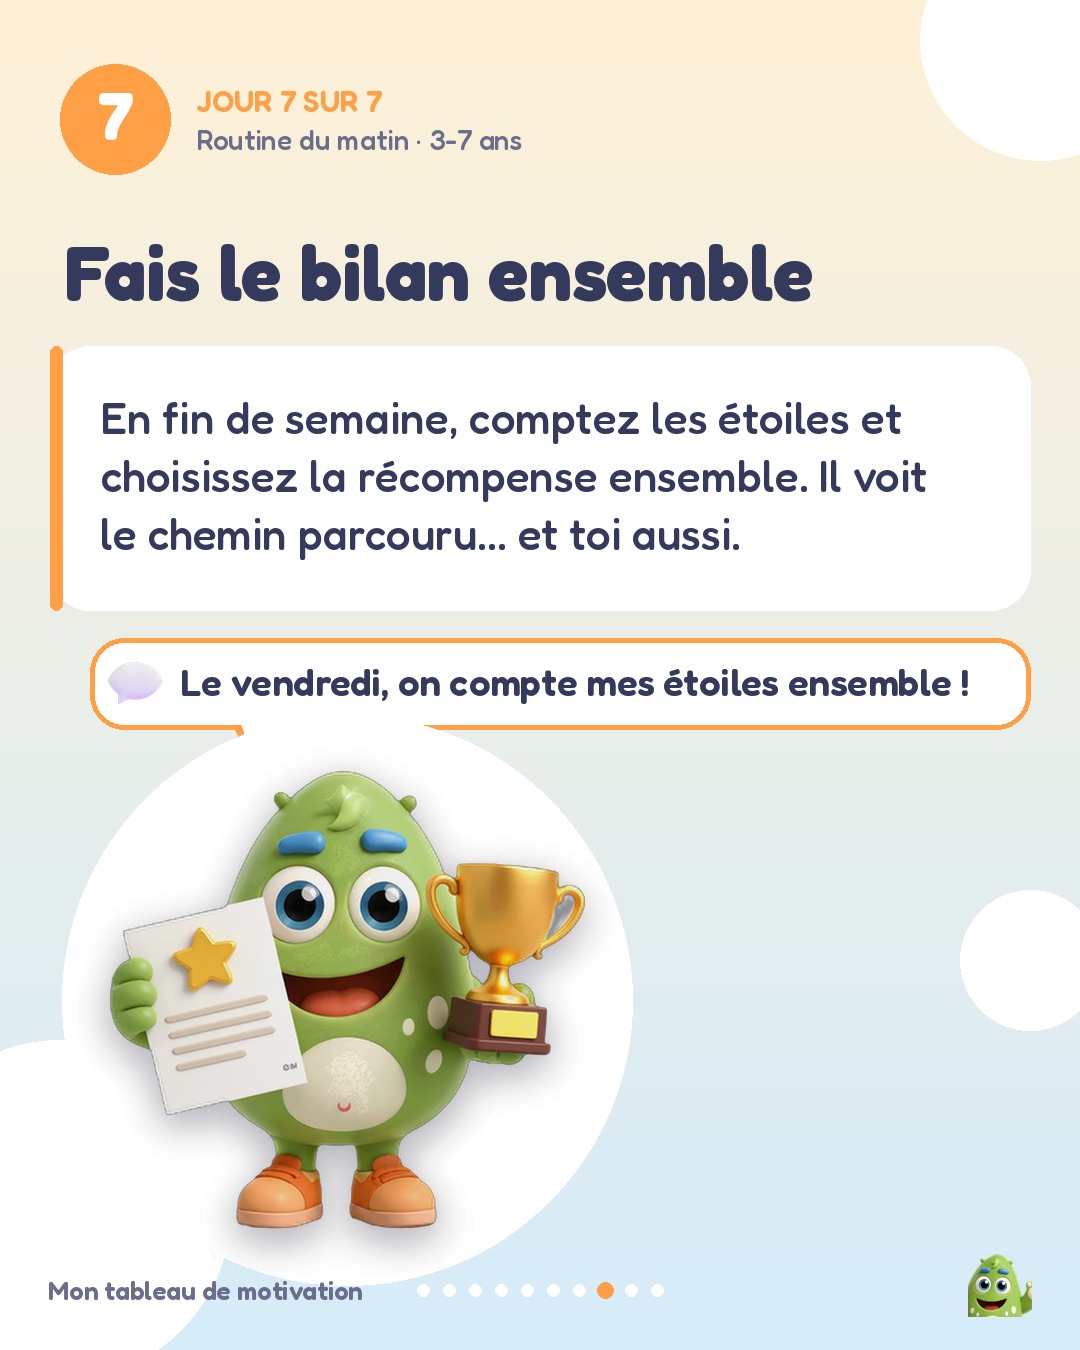 7
JOUR 7 SUR 7
Routine du matin · 3-7 ans
Fais le bilan ensemble
En fin de semaine, comptez les étoiles et
choisissez la récompense ensemble. Il voit
le chemin parcouru... et toi aussi.
Le vendredi, on compte mes étoiles ensemble !
Mon tableau de motivation